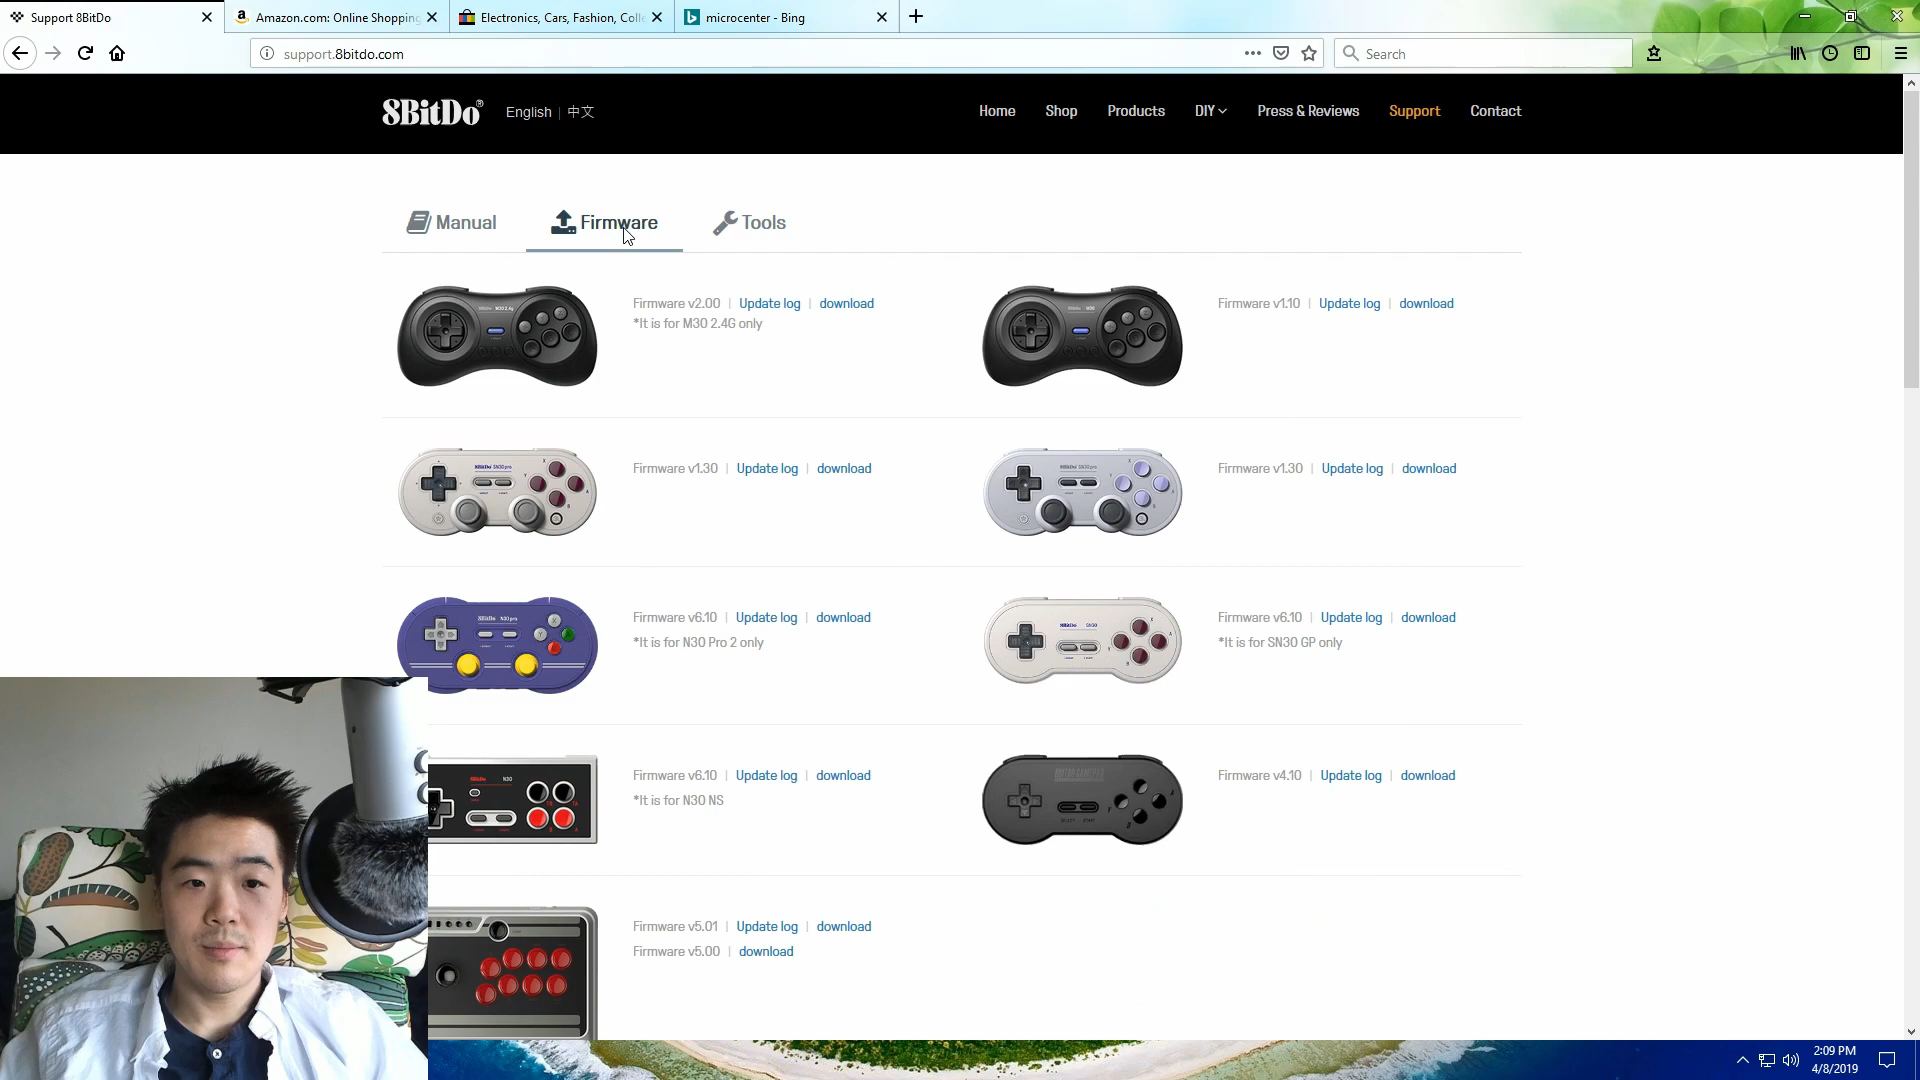 Support 8BitDo
Amazon.com: Online Shopping
Electronics, Cars, Fashion, Colle
microcenter - Bing
support.8bitdo.com
Search
8BitDo®
English | 中文
Home
Shop
Products
DIY
Press & Reviews
Support
Contact
Manual
Firmware
Tools
Firmware v2.00 | Update log | download
*It is for M30 2.4G only
Firmware v1.10 | Update log | download
Firmware v1.30 | Update log | download
Firmware v1.30 | Update log | download
Firmware v6.10 | Update log | download
*It is for N30 Pro 2 only
Firmware v6.10 | Update log | download
*It is for SN30 GP only
Firmware v6.10 | Update log | download
*It is for N30 NS
Firmware v4.10 | Update log | download
Firmware v5.01 | Update log | download
Firmware v5.00 | download
2:09 PM
4/8/2019